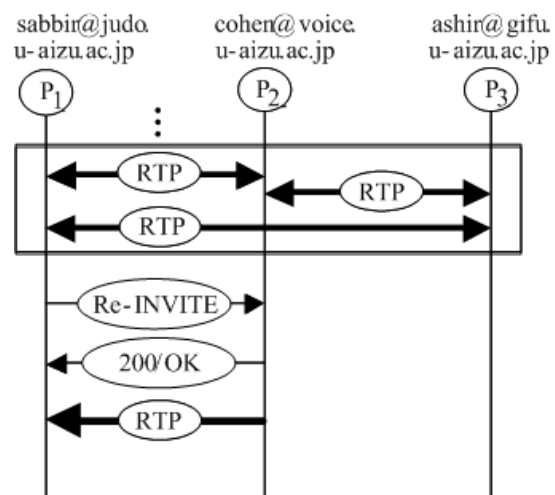 sabbir@judo. cohen@voice. ashir@gifu.
u-aizu.ac.jp u-aizu.ac.jp u-aizu.ac.jp
P1 P2 P3
RTP
RTP
RTP
Re-INVITE
200/OK
RTP